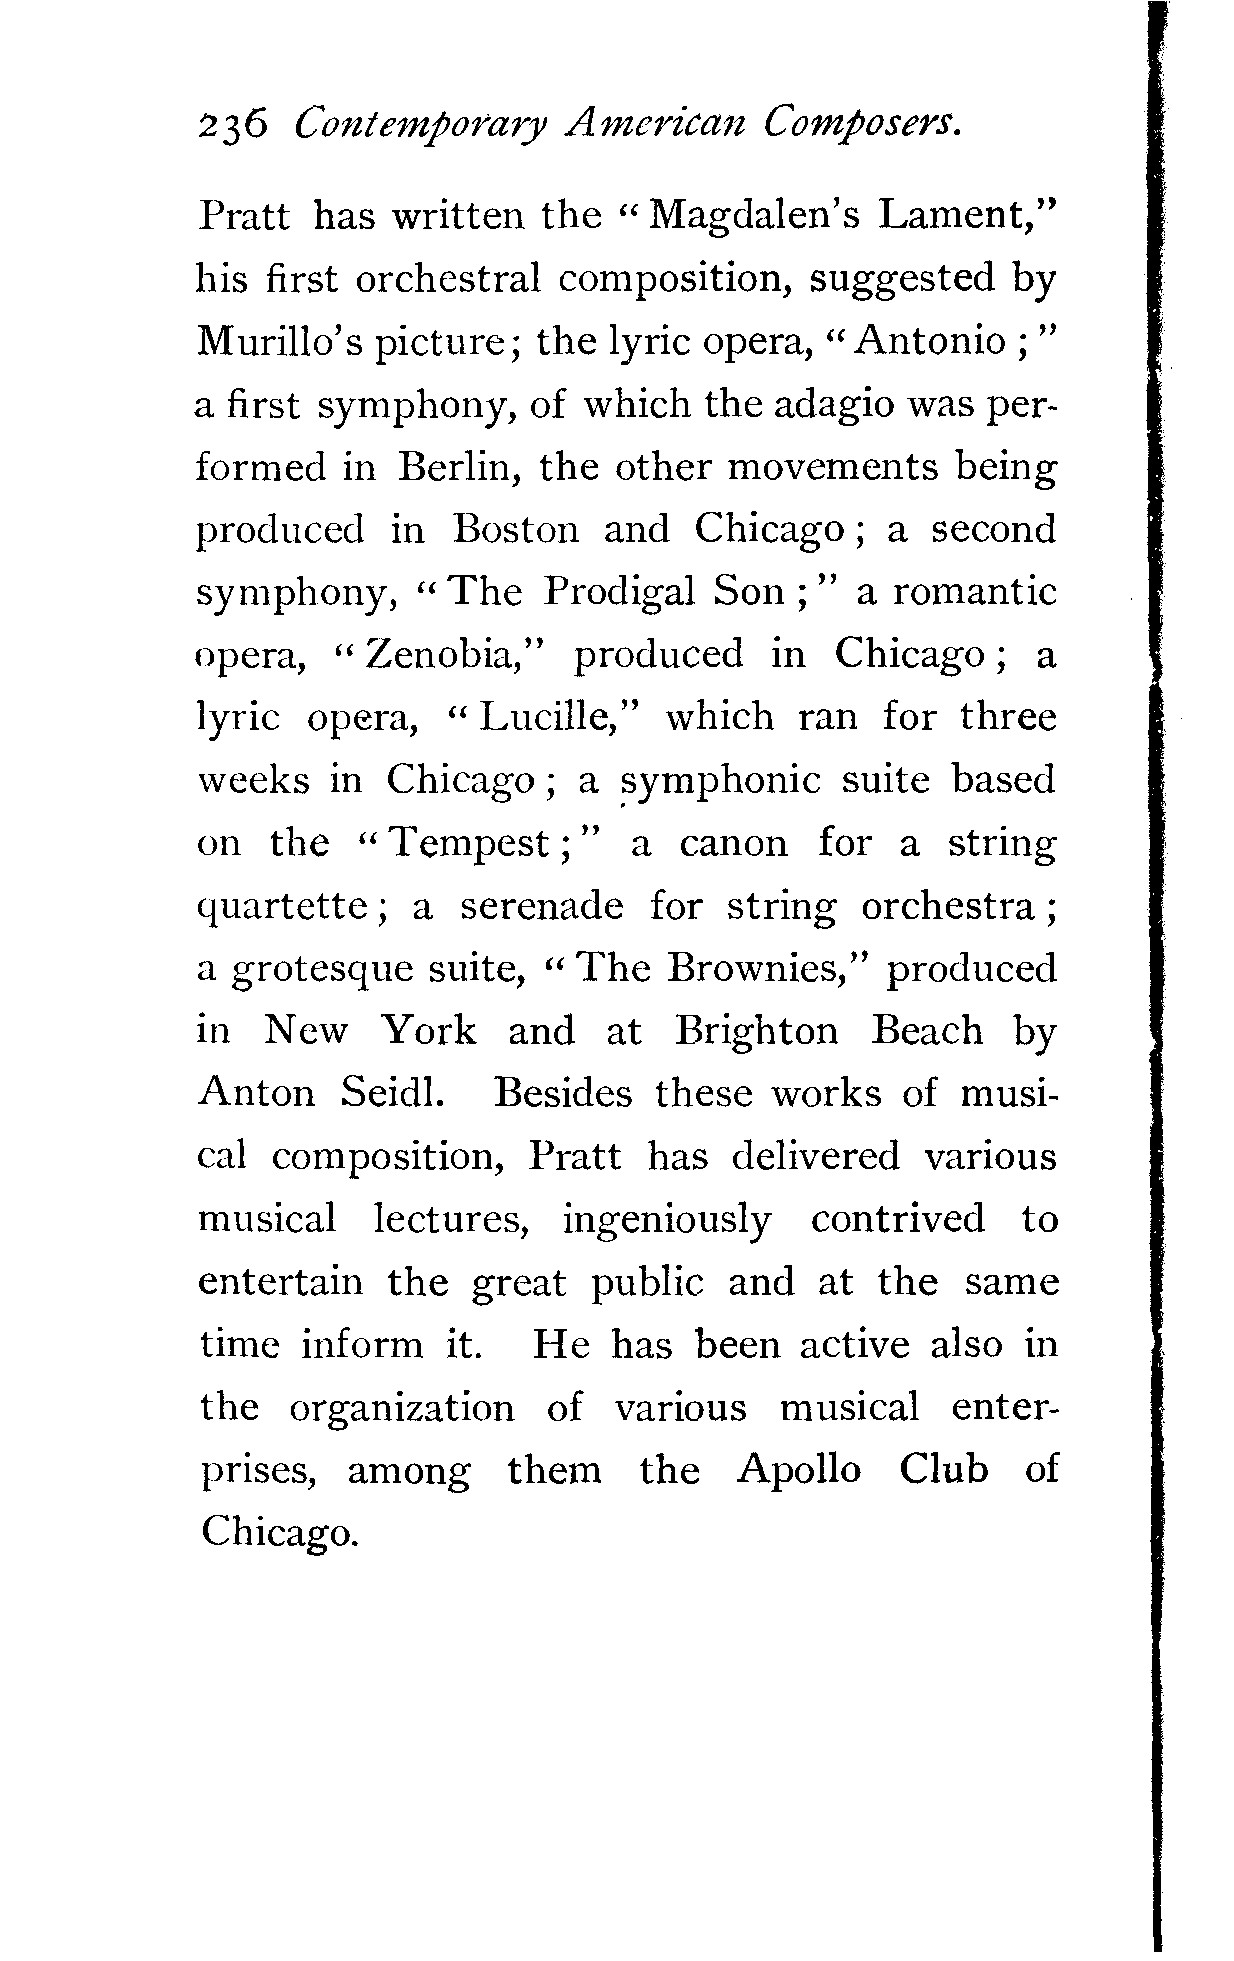 236 Contemporary American Composers.
Pratt has written the “ Magdalen’s Lament,”
his first orchestral composition, suggested by
Murillo’s picture; the lyric opera, “ Antonio ; ”
a first symphony, of which the adagio was per-
formed in Berlin, the other movements being
produced in Boston and Chicago ; a second
symphony, “ The Prodigal Son ; ” a romantic
opera, “ Zenobia,” produced in Chicago ; a
lyric opera, “ Lucille,” which ran for three
weeks in Chicago ; a symphonic suite based
on the “ Tempest ; ” a canon for a string
quartette ; a serenade for string orchestra ;
a grotesque suite, “ The Brownies,” produced
in New York and at Brighton Beach by
Anton Seidl. Besides these works of musi-
cal composition, Pratt has delivered various
musical lectures, ingeniously contrived to
entertain the great public and at the same
time inform it. He has been active also in
the organization of various musical enter-
prises, among them the Apollo Club of
Chicago.